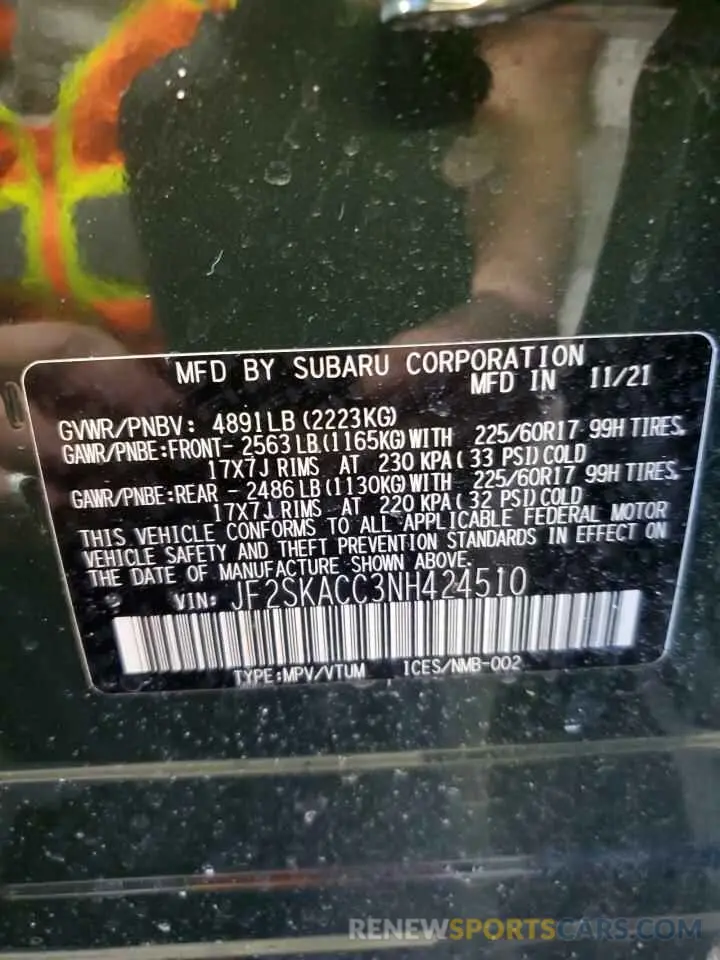 MFD BY SUBARU CORPORATION
MFD IN 11/21
GVWR/PNBV: 4891LB (2223KG)
GAWR/PNBE:FRONT- 2563LB(1165KG)WITH 225/60R17 99H TIRES,
17X7J RIMS AT 230 KPA( 33 PSI)COLD
GAWR/PNBE:REAR - 2486LB(1130KG)WITH 225/60R17 99H TIRES,
17X7J RIMS AT 220 KPA( 32 PSI)COLD
THIS VEHICLE CONFORMS TO ALL APPLICABLE FEDERAL MOTOR
VEHICLE SAFETY AND THEFT PREVENTION STANDARDS IN EFFECT ON
THE DATE OF MANUFACTURE SHOWN ABOVE.
VIN: JF2SKACC3NH424510
TYPE:MPV/VTUM ICES/NMB-002
RENEWSPORTSCARS.COM